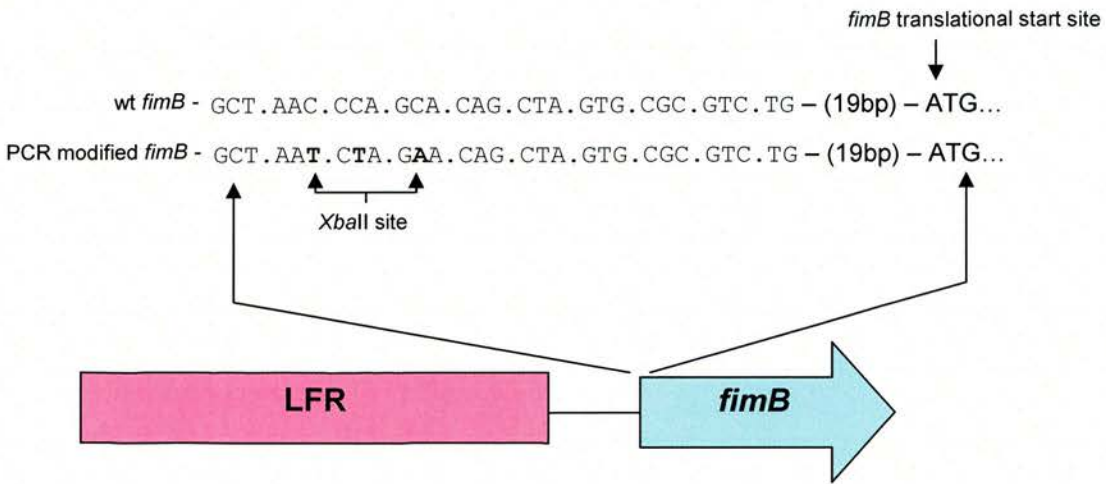 fimB translational start site
wt fimB - GCT.AAC.CCA.GCA.CAG.CTA.GTG.CGC.GTC.TG – (19bp) – ATG...
PCR modified fimB - GCT.AAT.CTA.GAA.CAG.CTA.GTG.CGC.GTC.TG – (19bp) – ATG...
XbaII site
LFR
fimB